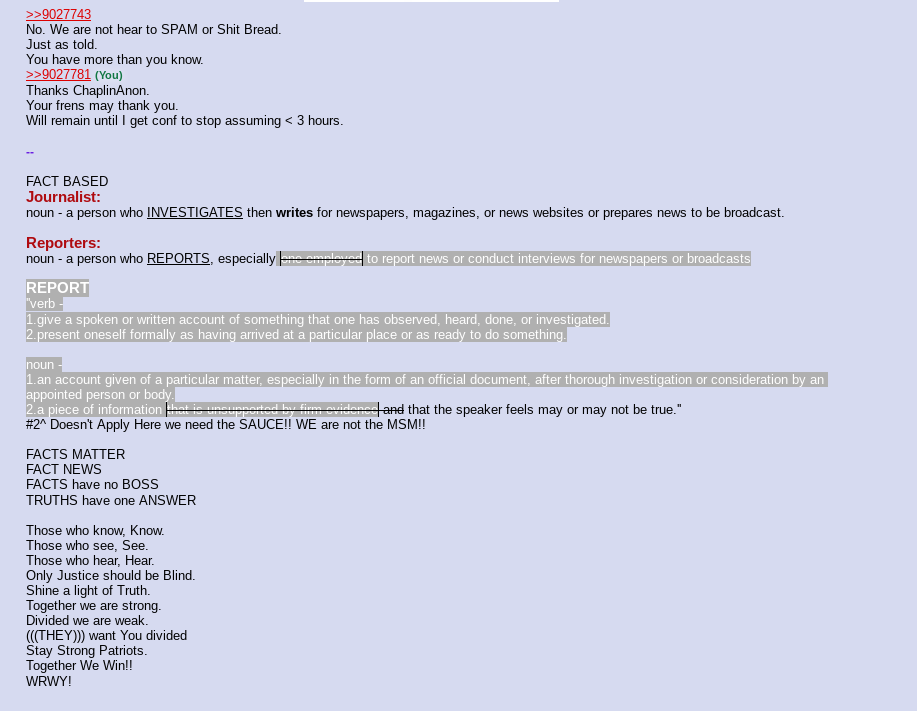 >>9027743
No. We are not hear to SPAM or Shit Bread.
Just as told.
You have more than you know.
>>9027781 (You)
Thanks ChaplinAnon.
Your frens may thank you.
Will remain until I get conf to stop assuming < 3 hours.
--
FACT BASED
Journalist:
noun - a person who INVESTIGATES then writes for newspapers, magazines, or news websites or prepares news to be broadcast.
Reporters:
noun - a person who REPORTS, especially one employed to report news or conduct interviews for newspapers or broadcasts
REPORT
"verb -
1.give a spoken or written account of something that one has observed, heard, done, or investigated.
2.present oneself formally as having arrived at a particular place or as ready to do something.
noun -
1.an account given of a particular matter, especially in the form of an official document, after thorough investigation or consideration by an
appointed person or body.
2.a piece of information that is unsupported by firm evidence and that the speaker feels may or may not be true."
#2^ Doesn't Apply Here we need the SAUCE!! WE are not the MSM!!
FACTS MATTER
FACT NEWS
FACTS have no BOSS
TRUTHS have one ANSWER
Those who know, Know.
Those who see, See.
Those who hear, Hear.
Only Justice should be Blind.
Shine a light of Truth.
Together we are strong.
Divided we are weak.
(((THEY))) want You divided
Stay Strong Patriots.
Together We Win!!
WRWY!